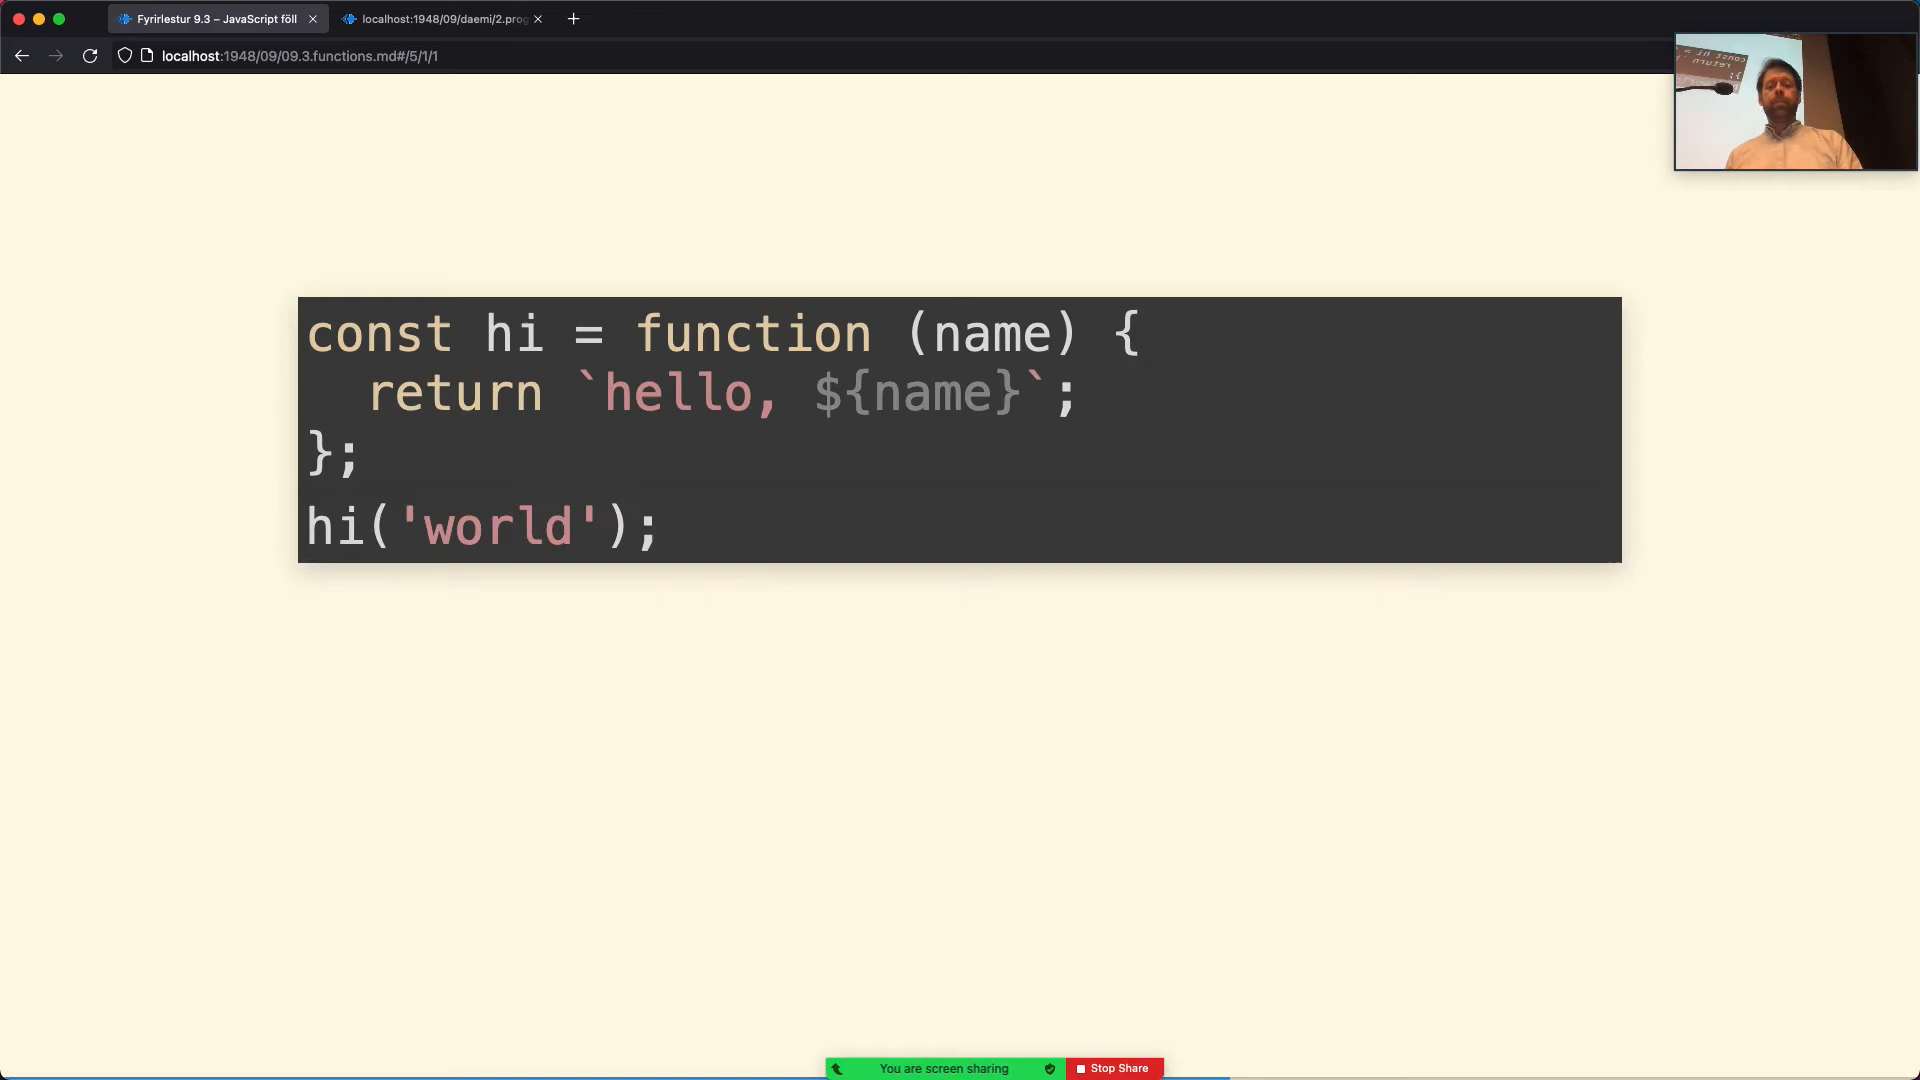 Fyrirlestur 9.3 – JavaScript föll
localhost:1948/09/daemi/2.prog
localhost:1948/09/09.3.functions.md#/5/1/1
const hi = function (name) {
  return `hello, ${name}`;
};
hi('world');
You are screen sharing
Stop Share